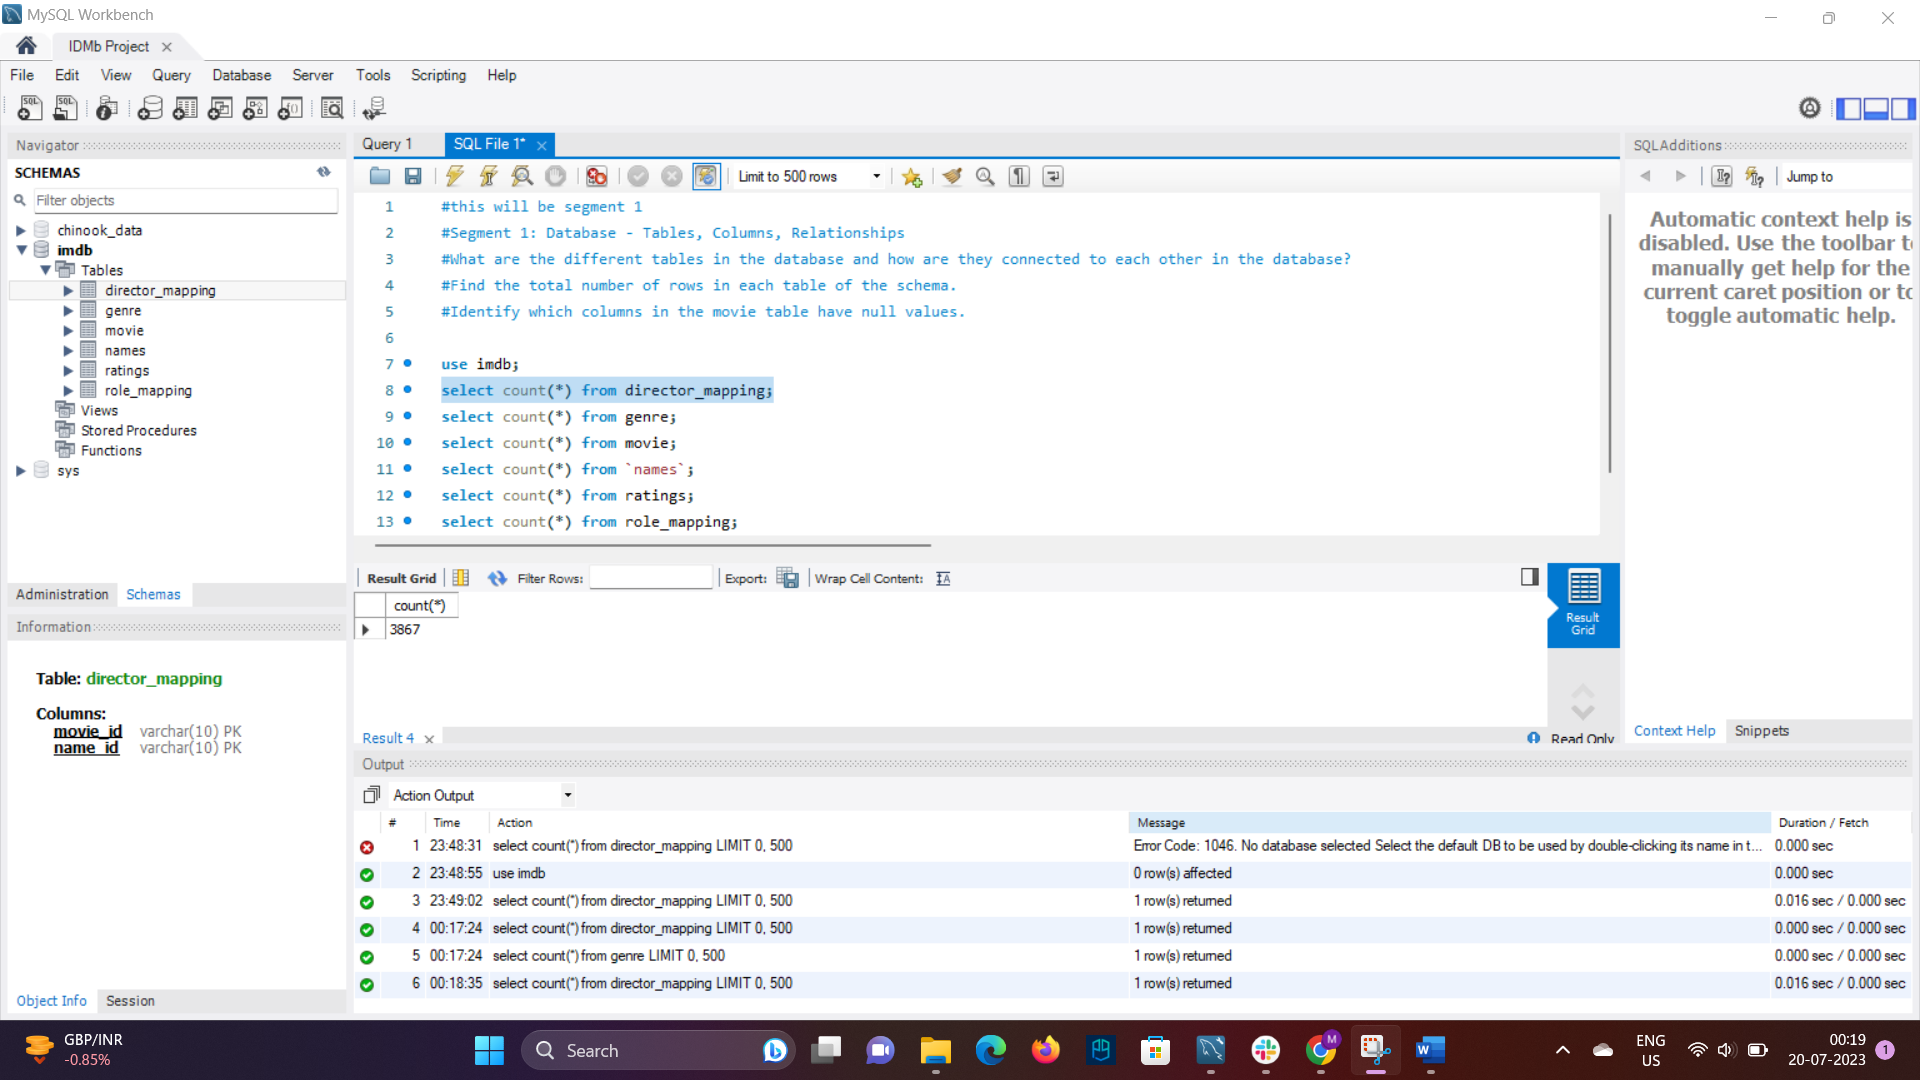 MySQL Workbench
IDMb Project
File Edit View Query Database Server Tools Scripting Help
Navigator
SCHEMAS
Filter objects
chinook_data
imdb
Tables
director_mapping
genre
movie
names
ratings
role_mapping
Views
Stored Procedures
Functions
sys
Administration Schemas
Information
Table: director_mapping
Columns:
movie_id varchar(10) PK
name_id varchar(10) PK
Object Info Session
Query 1 SQL File 1*
Limit to 500 rows
1 #this will be segment 1
2 #Segment 1: Database - Tables, Columns, Relationships
3 #What are the different tables in the database and how are they connected to each other in the database?
4 #Find the total number of rows in each table of the schema.
5 #Identify which columns in the movie table have null values.
6
7 use imdb;
8 select count(*) from director_mapping;
9 select count(*) from genre;
10 select count(*) from movie;
11 select count(*) from `names`;
12 select count(*) from ratings;
13 select count(*) from role_mapping;
Result Grid Filter Rows: Export: Wrap Cell Content:
count(*)
3867
Result Grid
Result 4 Read Only
SQLAdditions
Jump to
Automatic context help is
disabled. Use the toolbar to
manually get help for the
current caret position or to
toggle automatic help.
Context Help Snippets
Output
Action Output
# Time Action Message Duration / Fetch
1 23:48:31 select count(*) from director_mapping LIMIT 0, 500 Error Code: 1046. No database selected Select the default DB to be used by double-clicking its name in t... 0.000 sec
2 23:48:55 use imdb 0 row(s) affected 0.000 sec
3 23:49:02 select count(*) from director_mapping LIMIT 0, 500 1 row(s) returned 0.016 sec / 0.000 sec
4 00:17:24 select count(*) from director_mapping LIMIT 0, 500 1 row(s) returned 0.000 sec / 0.000 sec
5 00:17:24 select count(*) from genre LIMIT 0, 500 1 row(s) returned 0.000 sec / 0.000 sec
6 00:18:35 select count(*) from director_mapping LIMIT 0, 500 1 row(s) returned 0.016 sec / 0.000 sec
GBP/INR
-0.85%
Search
M
ENG
US
00:19
20-07-2023
1